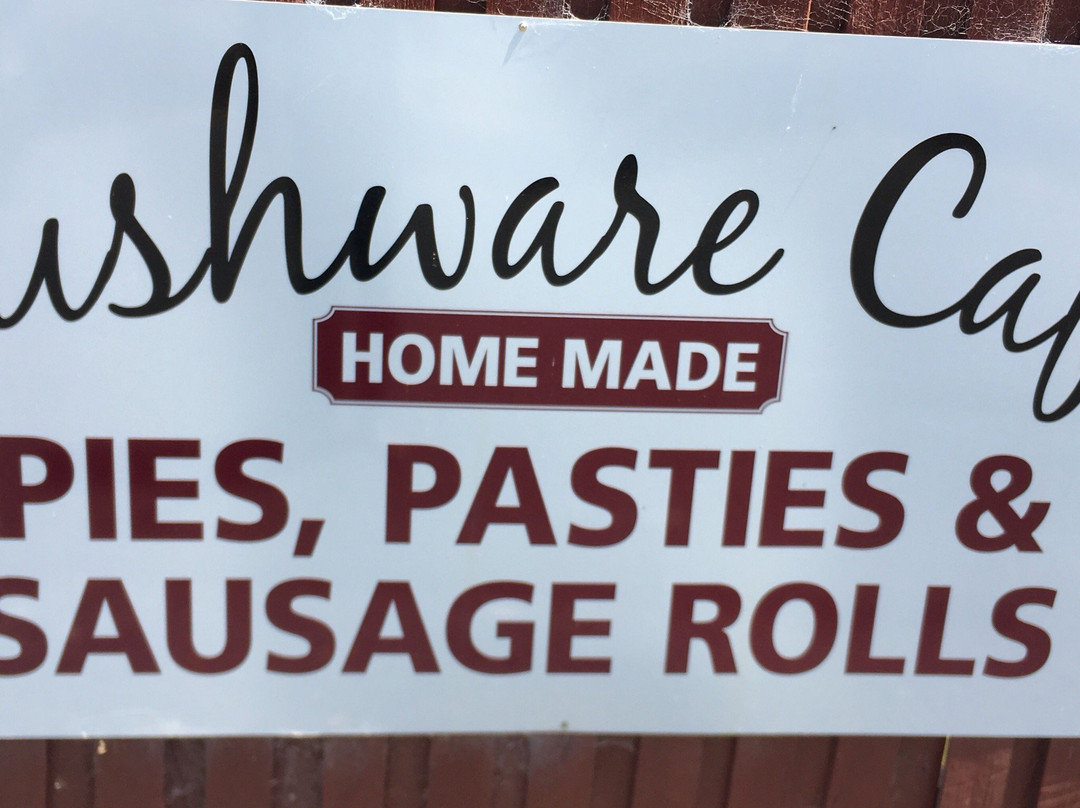 ushware Caf
HOME MADE
PIES, PASTIES &
SAUSAGE ROLLS